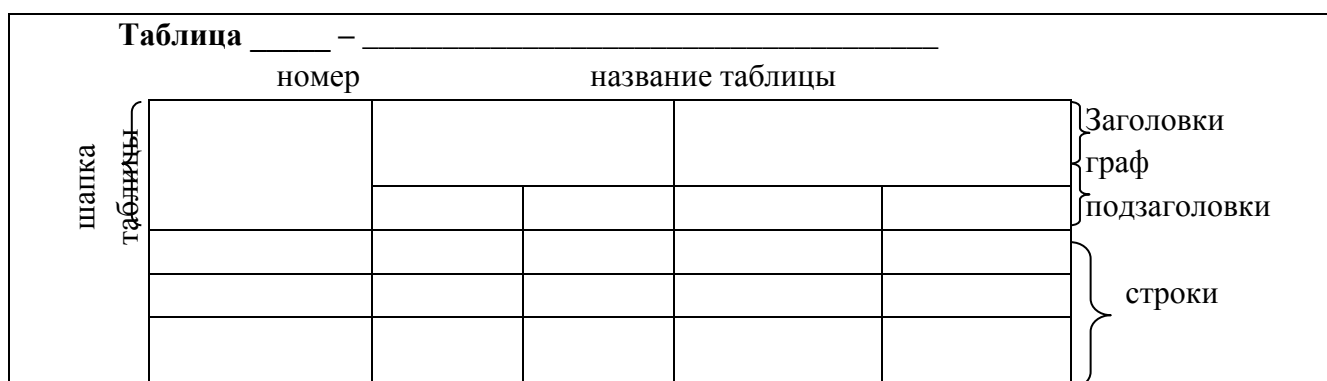 Таблица _____ – ____________________________________
номер название таблицы
шапка
таблицы
Заголовки
граф
подзаголовки
строки